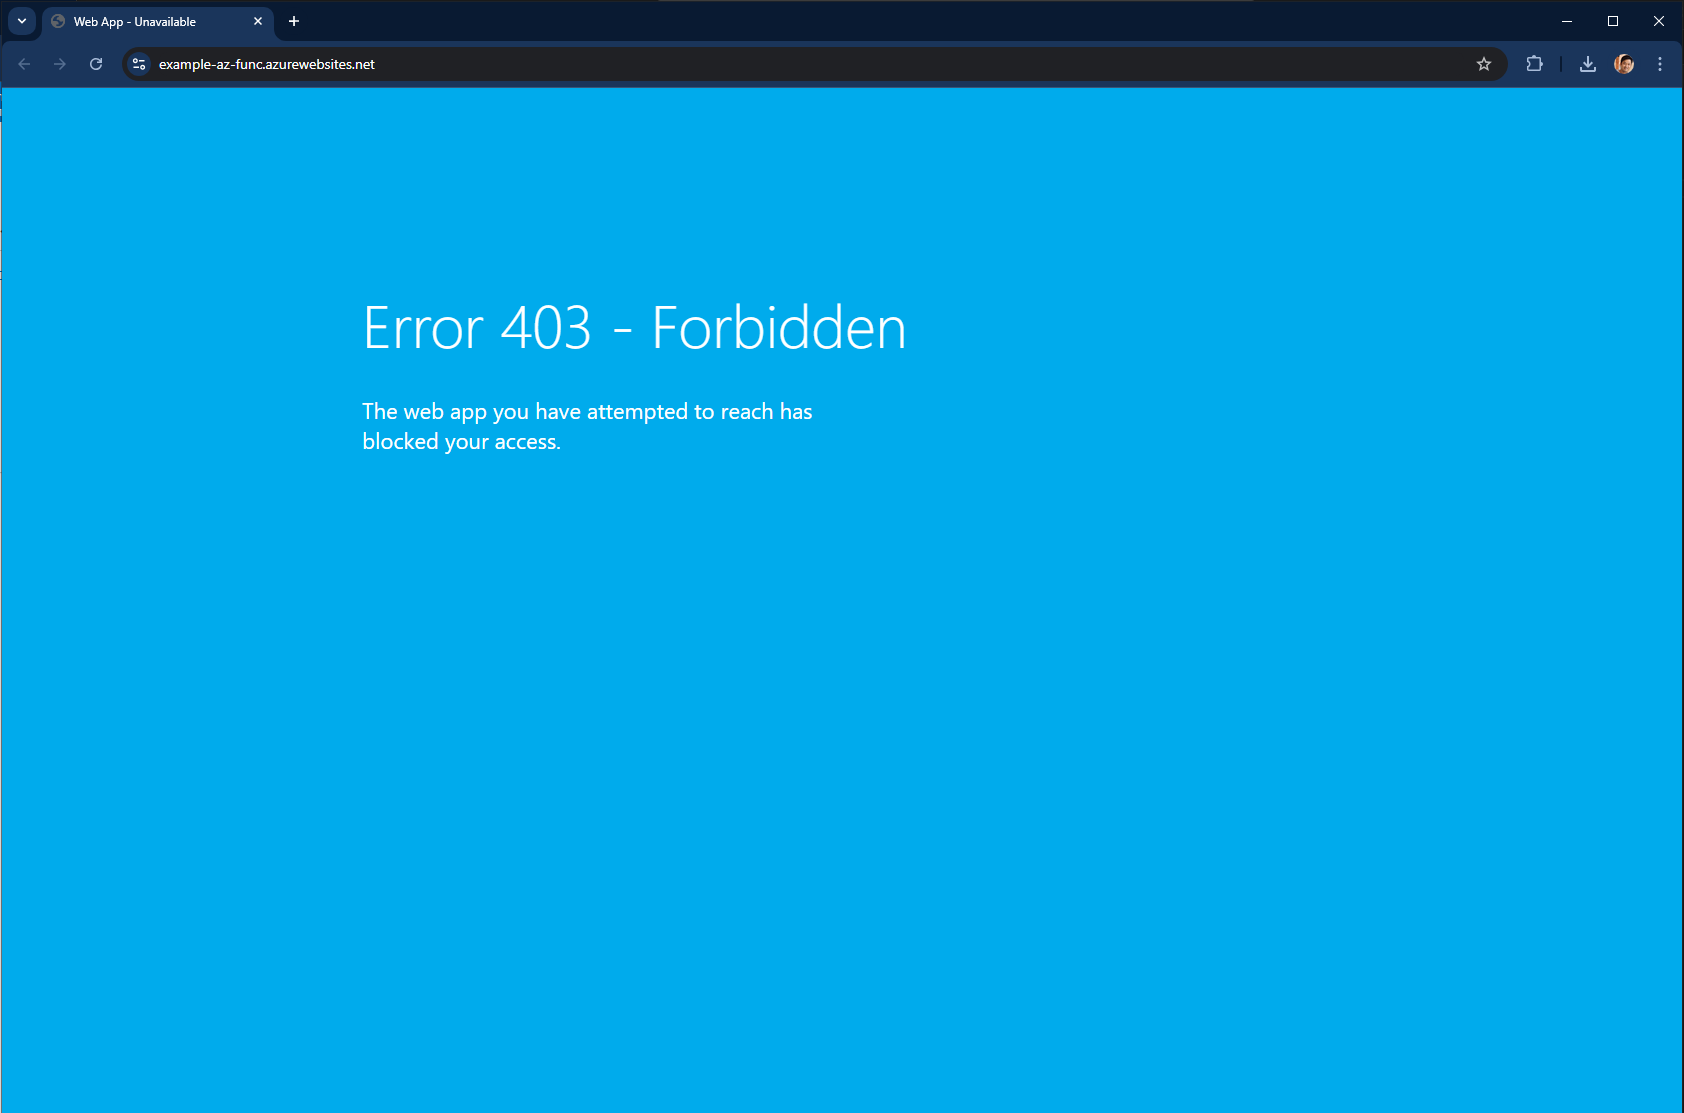 Web App - Unavailable
example-az-func.azurewebsites.net
Error 403 - Forbidden
The web app you have attempted to reach has
blocked your access.